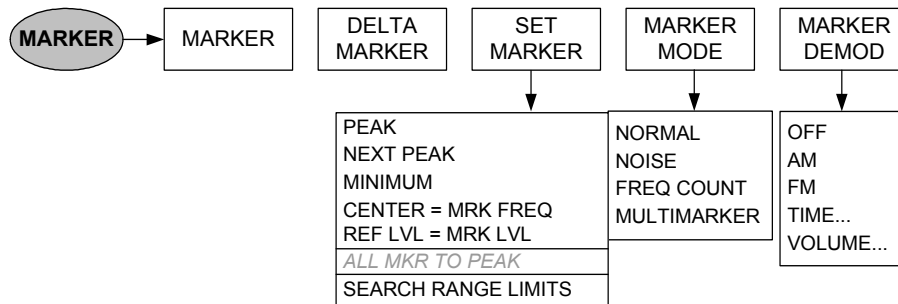 MARKER
MARKER
DELTA
MARKER
SET
MARKER
MARKER
MODE
MARKER
DEMOD
PEAK
NEXT PEAK
MINIMUM
CENTER = MRK FREQ
REF LVL = MRK LVL
ALL MKR TO PEAK
SEARCH RANGE LIMITS
NORMAL
NOISE
FREQ COUNT
MULTIMARKER
OFF
AM
FM
TIME...
VOLUME...